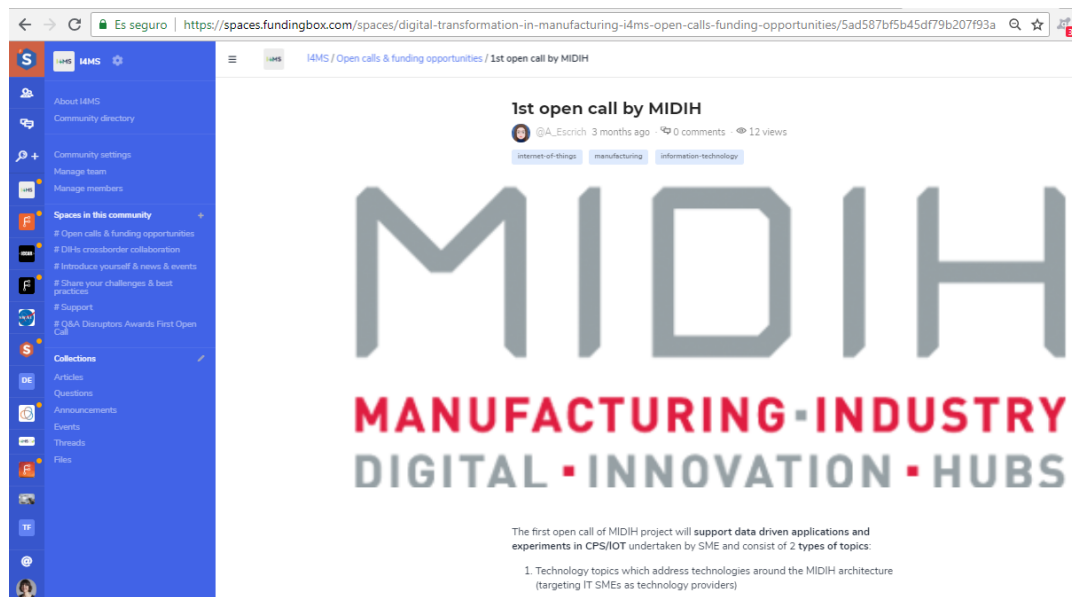 Es seguro | https://spaces.fundingbox.com/spaces/digital-transformation-in-manufacturing-i4ms-open-calls-funding-opportunities/5ad587bf5b45df79b207f93a
I4MS
About I4MS
Community directory
Community settings
Manage team
Manage members
Spaces in this community +
# Open calls & funding opportunities
# DIHs crossborder collaboration
# Introduce yourself & news & events
# Share your challenges & best
practices
# Support
# Q&A Disruptors Awards First Open
Call
Collections
Articles
Questions
Announcements
Events
Threads
Files
S
DE
TF
@
I4MS / Open calls & funding opportunities / 1st open call by MIDIH
1st open call by MIDIH
@A_Escrich 3 months ago · 0 comments · 12 views
internet-of-things manufacturing information-technology
MIDIH
MANUFACTURING·INDUSTRY
DIGITAL·INNOVATION·HUBS
The first open call of MIDIH project will support data driven applications and
experiments in CPS/IOT undertaken by SME and consist of 2 types of topics:
1. Technology topics which address technologies around the MIDIH architecture
(targeting IT SMEs as technology providers)